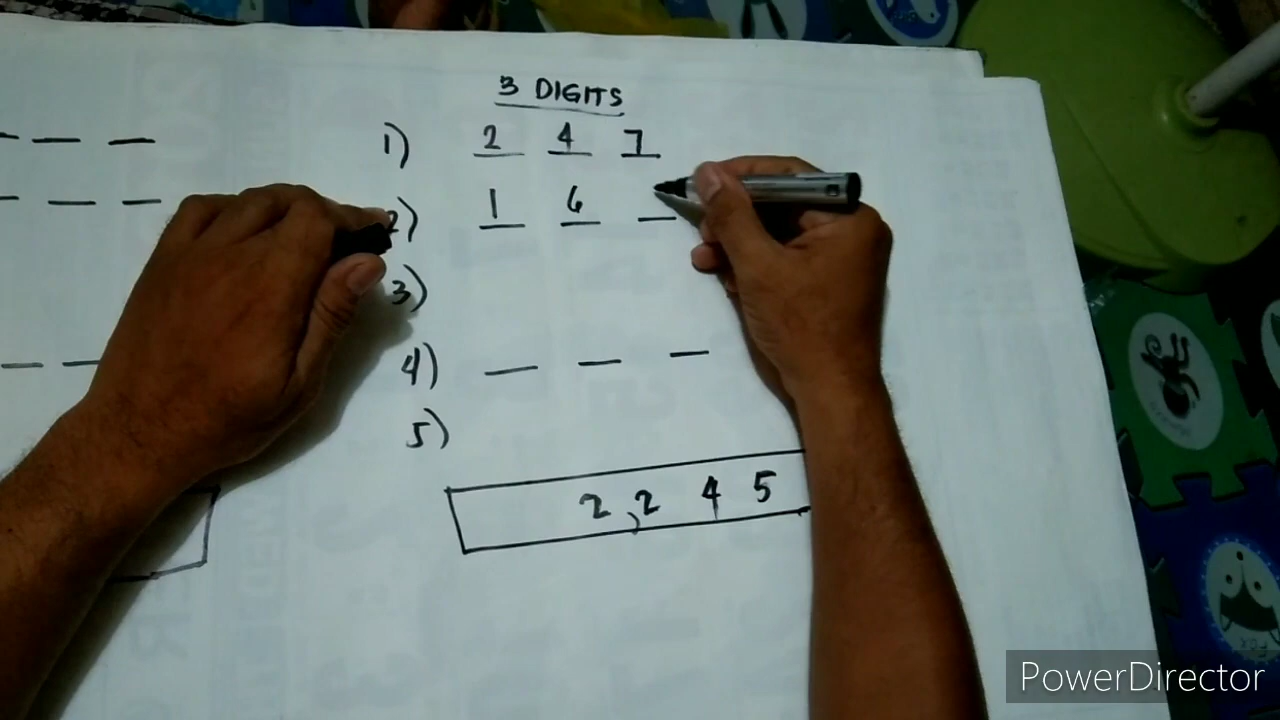 3 DIGITS
1) 2 4 7
2) 1 6
3)
4)
5)
2,2 4 5
PowerDirector